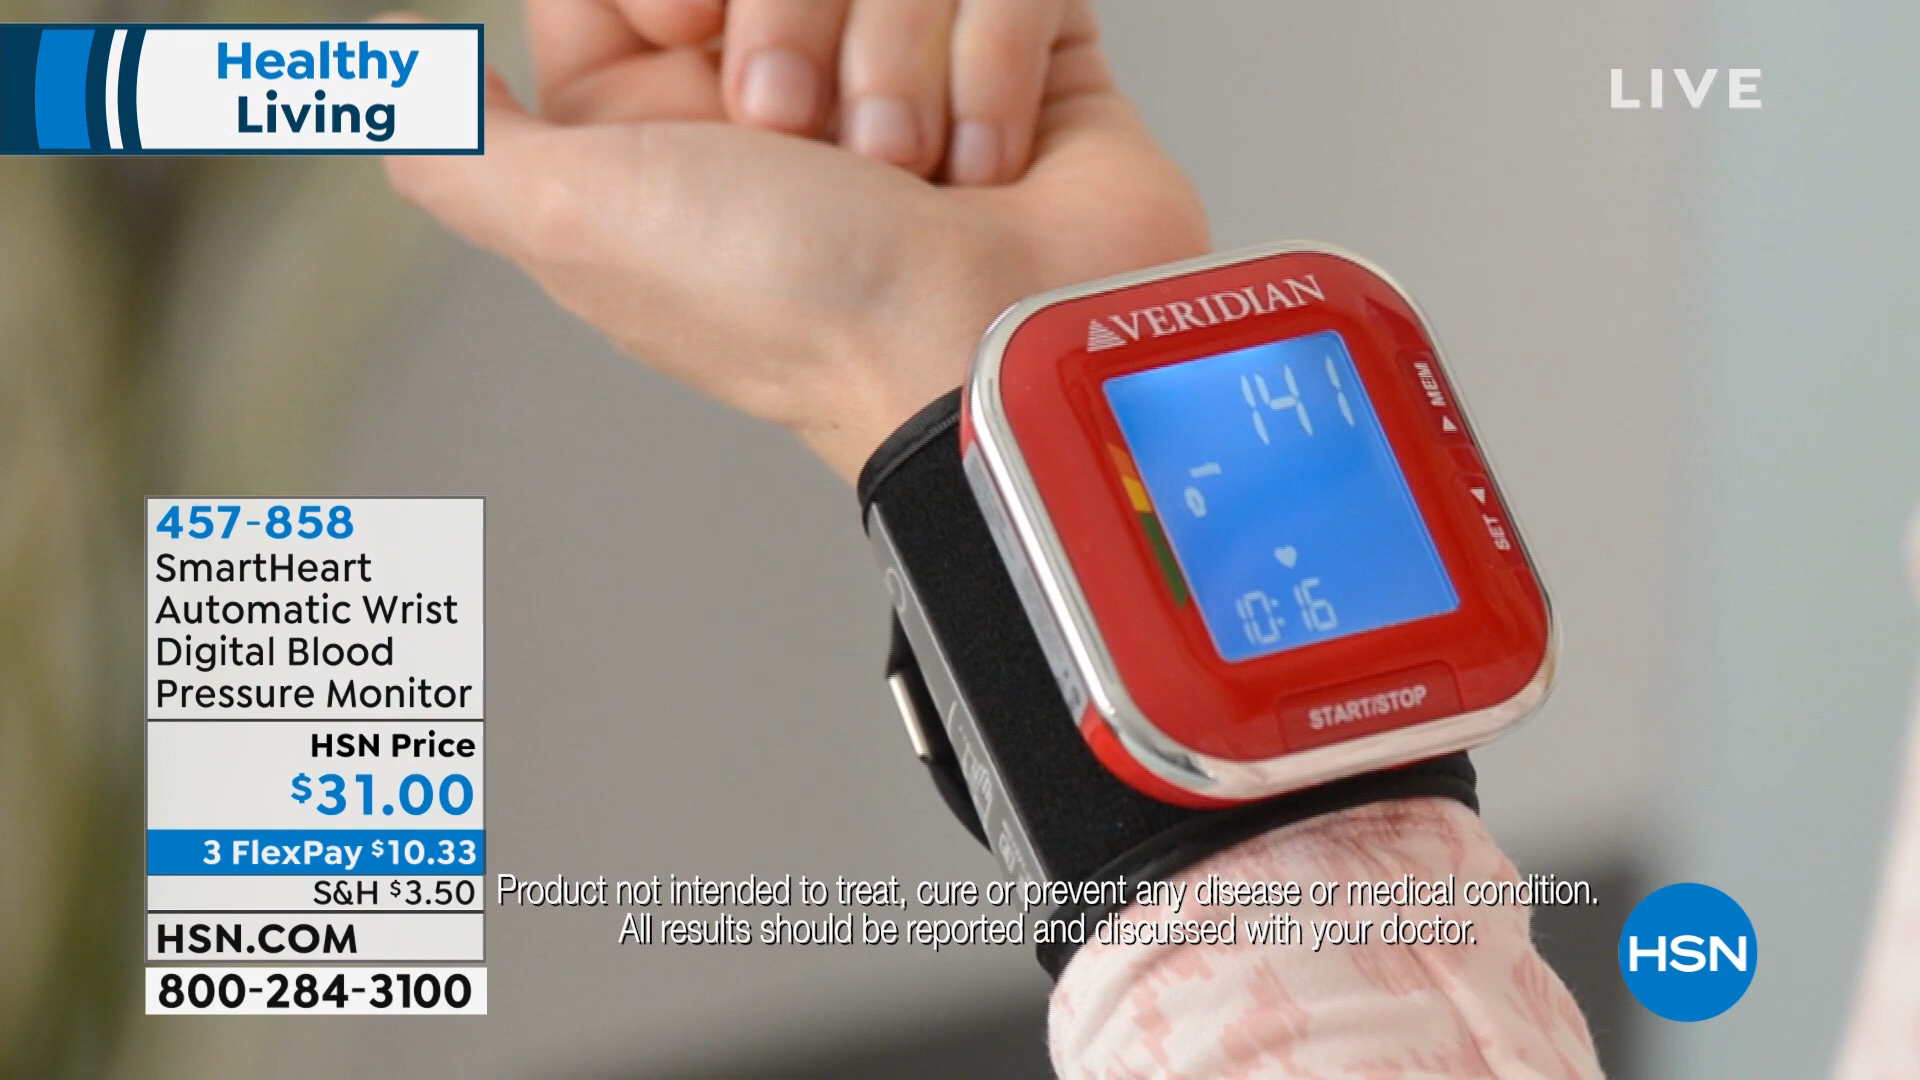 Healthy
Living
LIVE
VERIDIAN
141
MEM
SET
10:16
START/STOP
457-858
SmartHeart
Automatic Wrist
Digital Blood
Pressure Monitor
HSN Price
$31.00
3 FlexPay $10.33
S&H $3.50
HSN.COM
800-284-3100
Product not intended to treat, cure or prevent any disease or medical condition.
All results should be reported and discussed with your doctor.
HSN